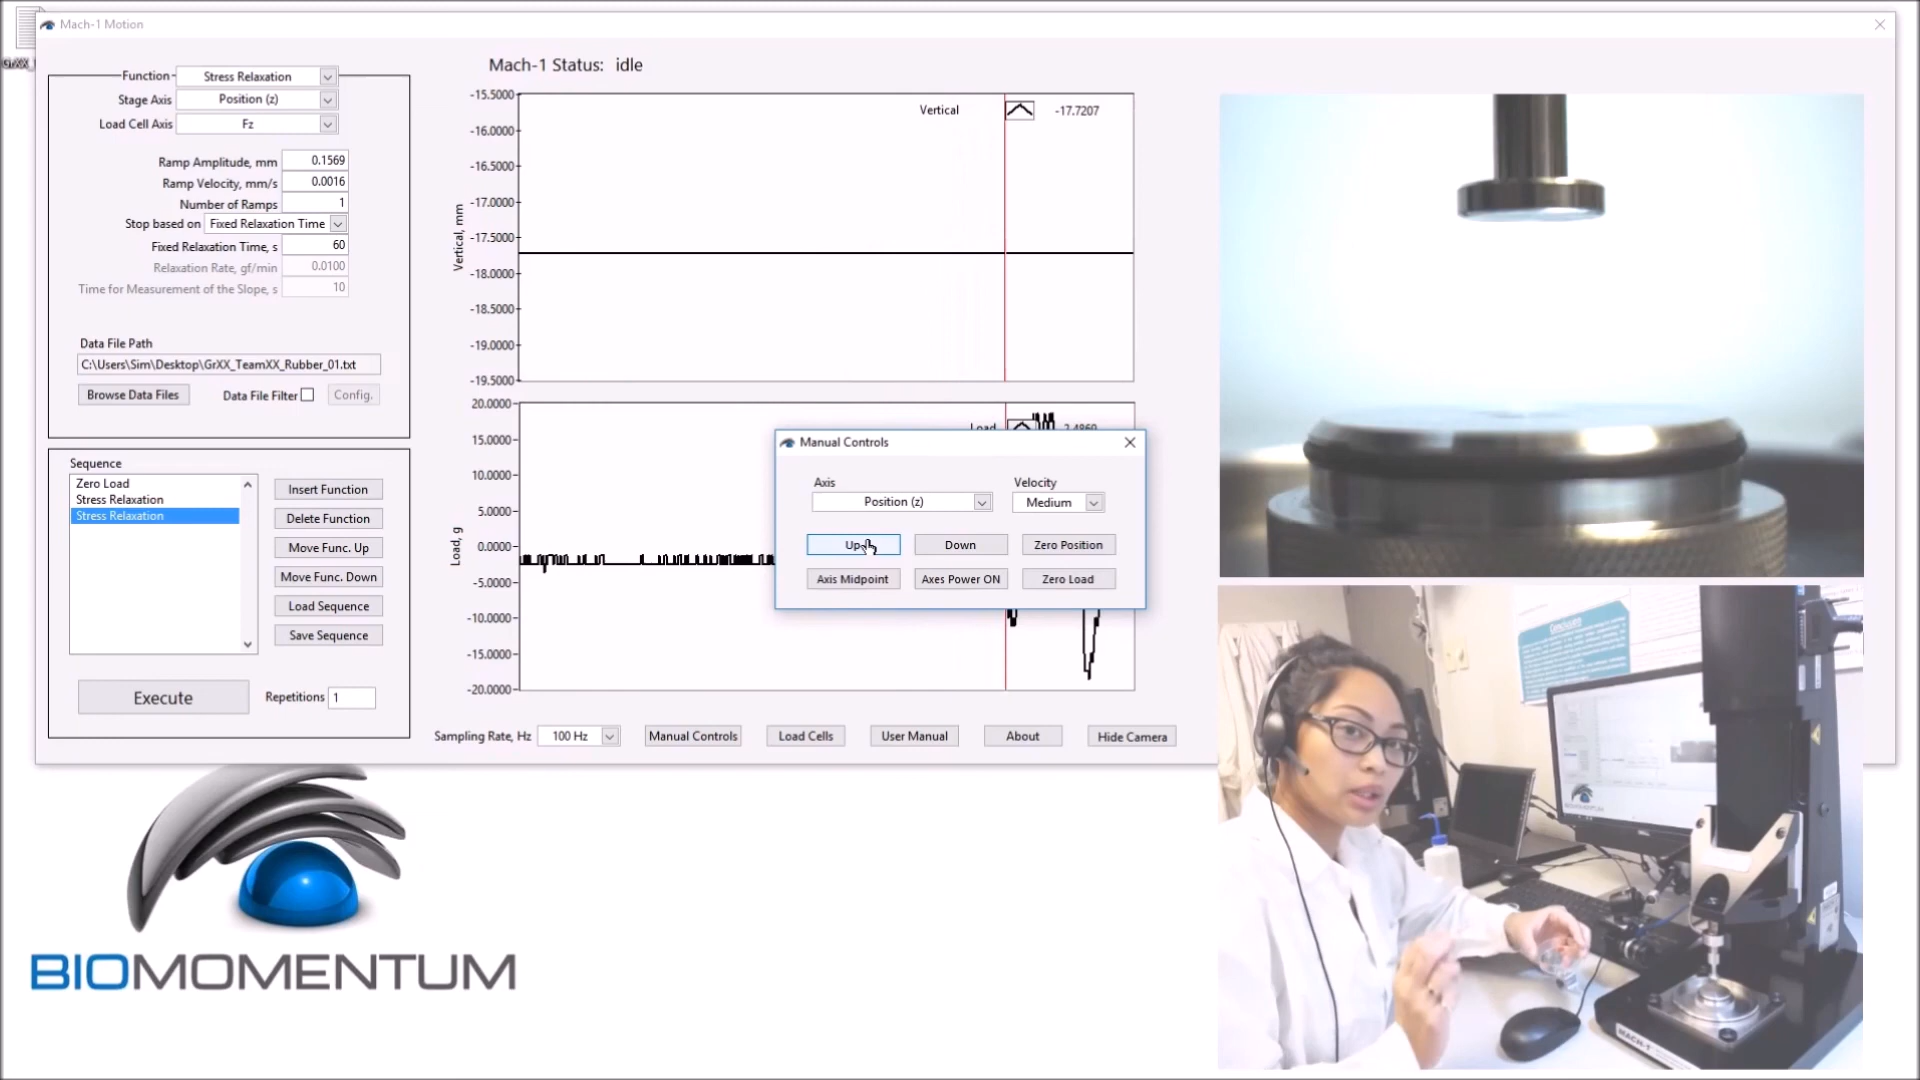 Mach-1 Motion
Function
Stress Relaxation
Stage Axis
Position (z)
Load Cell Axis
Fz
Ramp Amplitude, mm
0.1569
Ramp Velocity, mm/s
0.0016
Number of Ramps
1
Stop based on
Fixed Relaxation Time
Fixed Relaxation Time, s
60
Relaxation Rate, gf/min
0.0100
Time for Measurement of the Slope, s
10
Data File Path
C:\Users\Sim\Desktop\GrXX_TeamXX_Rubber_01.txt
Browse Data Files
Data File Filter
Config.
Sequence
Zero Load
Stress Relaxation
Stress Relaxation
Insert Function
Delete Function
Move Func. Up
Move Func. Down
Load Sequence
Save Sequence
Execute
Repetitions
1
Mach-1 Status: idle
Vertical
-17.7207
Vertical, mm
-15.5000
-16.0000
-16.5000
-17.0000
-17.5000
-18.0000
-18.5000
-19.0000
-19.5000
Load, g
20.0000
15.0000
10.0000
5.0000
0.0000
-5.0000
-10.0000
-15.0000
-20.0000
Manual Controls
Axis
Velocity
Position (z)
Medium
Up
Down
Zero Position
Axis Midpoint
Axes Power ON
Zero Load
Sampling Rate, Hz
100 Hz
Manual Controls
Load Cells
User Manual
About
Hide Camera
BIOMOMENTUM
Conclusion
MACH-1